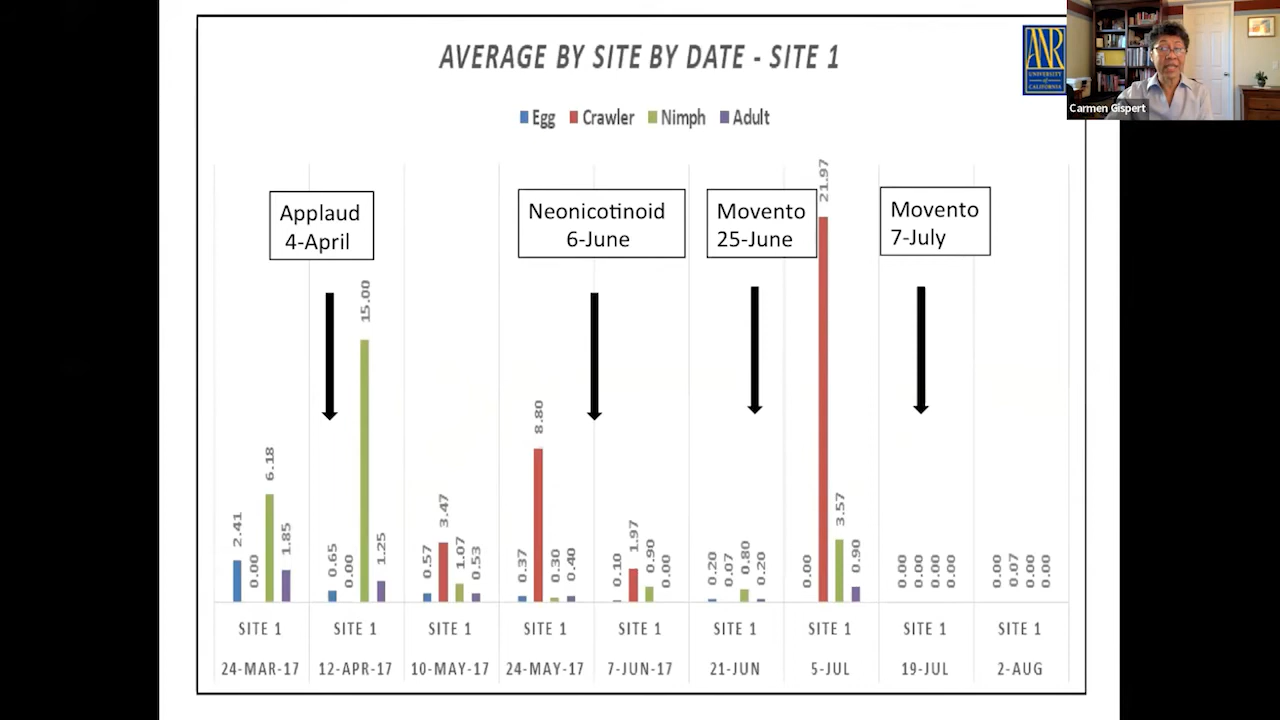 AVERAGE BY SITE BY DATE - SITE 1
ANR
UNIVERSITY
of
CALIFORNIA
Carmen Gispert
Egg Crawler Nimph Adult
Applaud
4-April
Neonicotinoid
6-June
Movento
25-June
Movento
7-July
2.41 0.00 6.18 1.85
0.65 0.00 15.00 1.25
0.57 3.47 1.07 0.53
0.37 8.80 0.30 0.40
0.10 1.97 0.90 0.00
0.20 0.07 0.80 0.20
0.00 21.97 3.57 0.90
0.00 0.00 0.00 0.00
0.00 0.07 0.00 0.00
SITE 1 SITE 1 SITE 1 SITE 1 SITE 1 SITE 1 SITE 1 SITE 1 SITE 1
24-MAR-17 12-APR-17 10-MAY-17 24-MAY-17 7-JUN-17 21-JUN 5-JUL 19-JUL 2-AUG